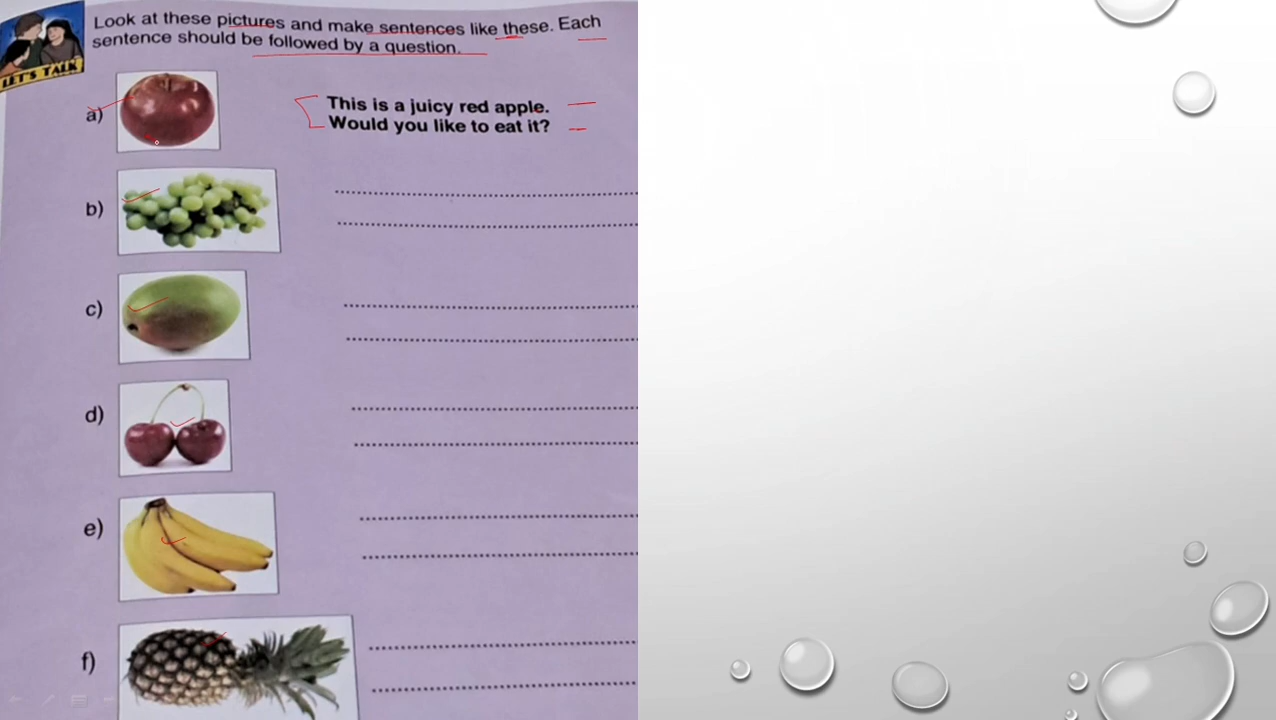 Look at these pictures and make sentences like these. Each
sentence should be followed by a question.
LET'S TALK
a)
This is a juicy red apple.
Would you like to eat it?
b)
c)
d)
e)
f)